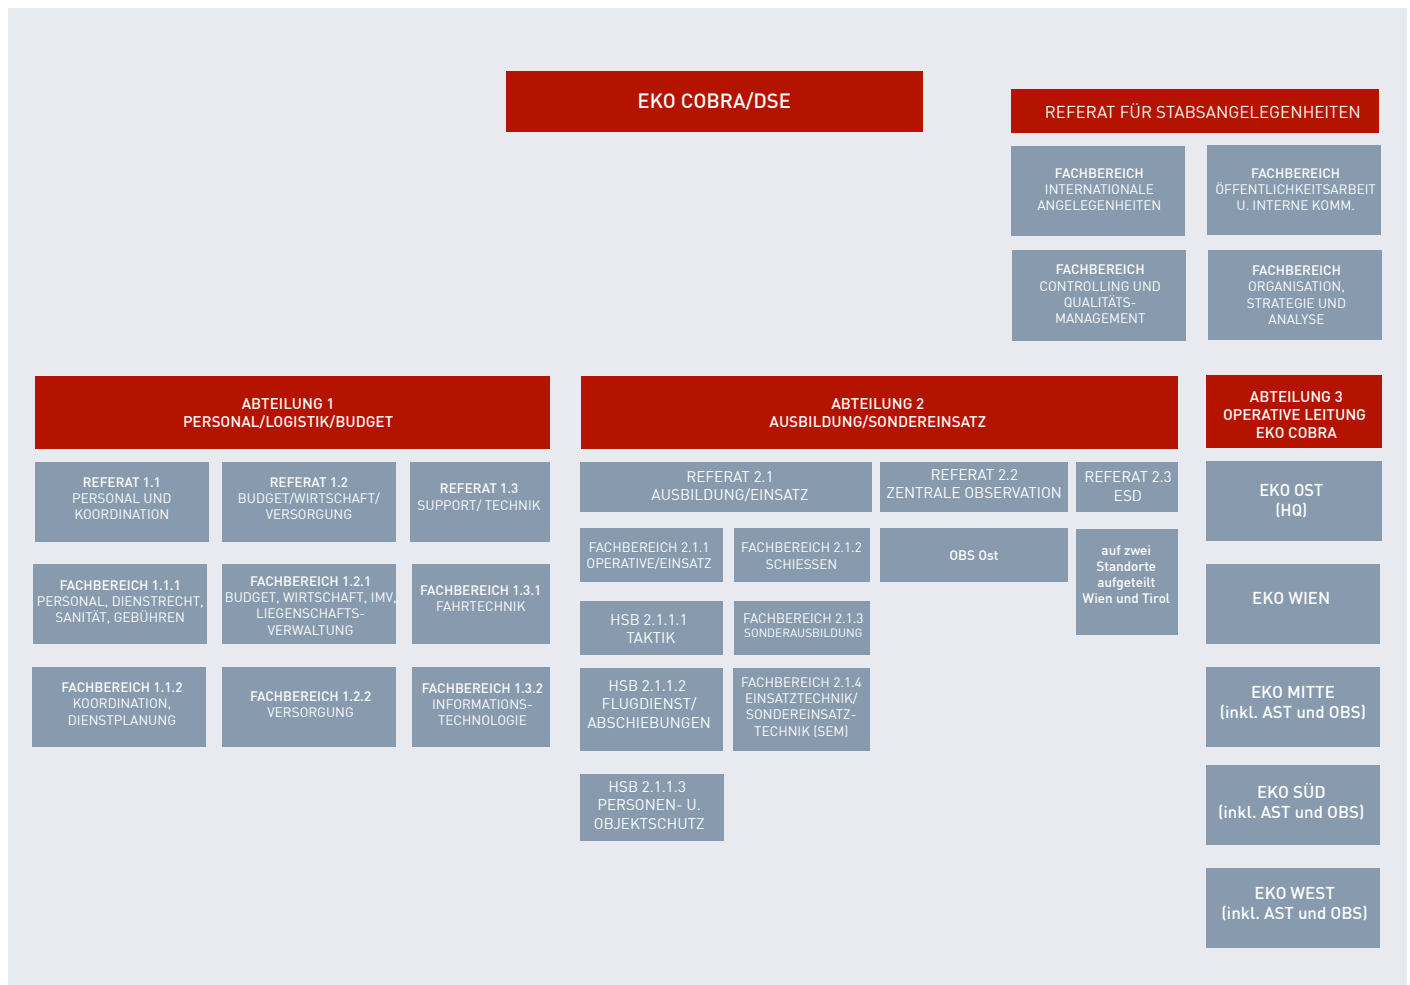 EKO COBRA/DSE
REFERAT FÜR STABSANGELEGENHEITEN
FACHBEREICH
INTERNATIONALE
ANGELEGENHEITEN
FACHBEREICH
ÖFFENTLICHKEITSARBEIT
U. INTERNE KOMM.
FACHBEREICH
CONTROLLING UND
QUALITÄTS-
MANAGEMENT
FACHBEREICH
ORGANISATION,
STRATEGIE UND
ANALYSE
ABTEILUNG 1
PERSONAL/LOGISTIK/BUDGET
REFERAT 1.1
PERSONAL UND
KOORDINATION
REFERAT 1.2
BUDGET/WIRTSCHAFT/
VERSORGUNG
REFERAT 1.3
SUPPORT/ TECHNIK
FACHBEREICH 1.1.1
PERSONAL, DIENSTRECHT,
SANITÄT, GEBÜHREN
FACHBEREICH 1.2.1
BUDGET, WIRTSCHAFT, IMV,
LIEGENSCHAFTS-
VERWALTUNG
FACHBEREICH 1.3.1
FAHRTECHNIK
FACHBEREICH 1.1.2
KOORDINATION,
DIENSTPLANUNG
FACHBEREICH 1.2.2
VERSORGUNG
FACHBEREICH 1.3.2
INFORMATIONS-
TECHNOLOGIE
ABTEILUNG 2
AUSBILDUNG/SONDEREINSATZ
REFERAT 2.1
AUSBILDUNG/EINSATZ
REFERAT 2.2
ZENTRALE OBSERVATION
REFERAT 2.3
ESD
FACHBEREICH 2.1.1
OPERATIVE/EINSATZ
FACHBEREICH 2.1.2
SCHIESSEN
OBS Ost
auf zwei
Standorte
aufgeteilt
Wien und Tirol
HSB 2.1.1.1
TAKTIK
FACHBEREICH 2.1.3
SONDERAUSBILDUNG
HSB 2.1.1.2
FLUGDIENST/
ABSCHIEBUNGEN
FACHBEREICH 2.1.4
EINSATZTECHNIK/
SONDEREINSATZ-
TECHNIK (SEM)
HSB 2.1.1.3
PERSONEN- U.
OBJEKTSCHUTZ
ABTEILUNG 3
OPERATIVE LEITUNG
EKO COBRA
EKO OST
(HQ)
EKO WIEN
EKO MITTE
(inkl. AST und OBS)
EKO SÜD
(inkl. AST und OBS)
EKO WEST
(inkl. AST und OBS)